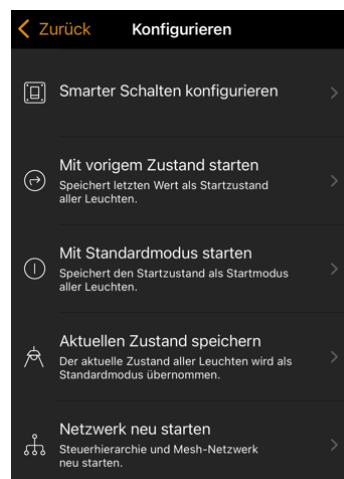 Zurück Konfigurieren
Smarter Schalten konfigurieren
Mit vorigem Zustand starten
Speichert letzten Wert als Startzustand
aller Leuchten.
Mit Standardmodus starten
Speichert den Startzustand als Startmodus
aller Leuchten.
Aktuellen Zustand speichern
Der aktuelle Zustand aller Leuchten wird als
Standardmodus übernommen.
Netzwerk neu starten
Steuerhierarchie und Mesh-Netzwerk
neu starten.